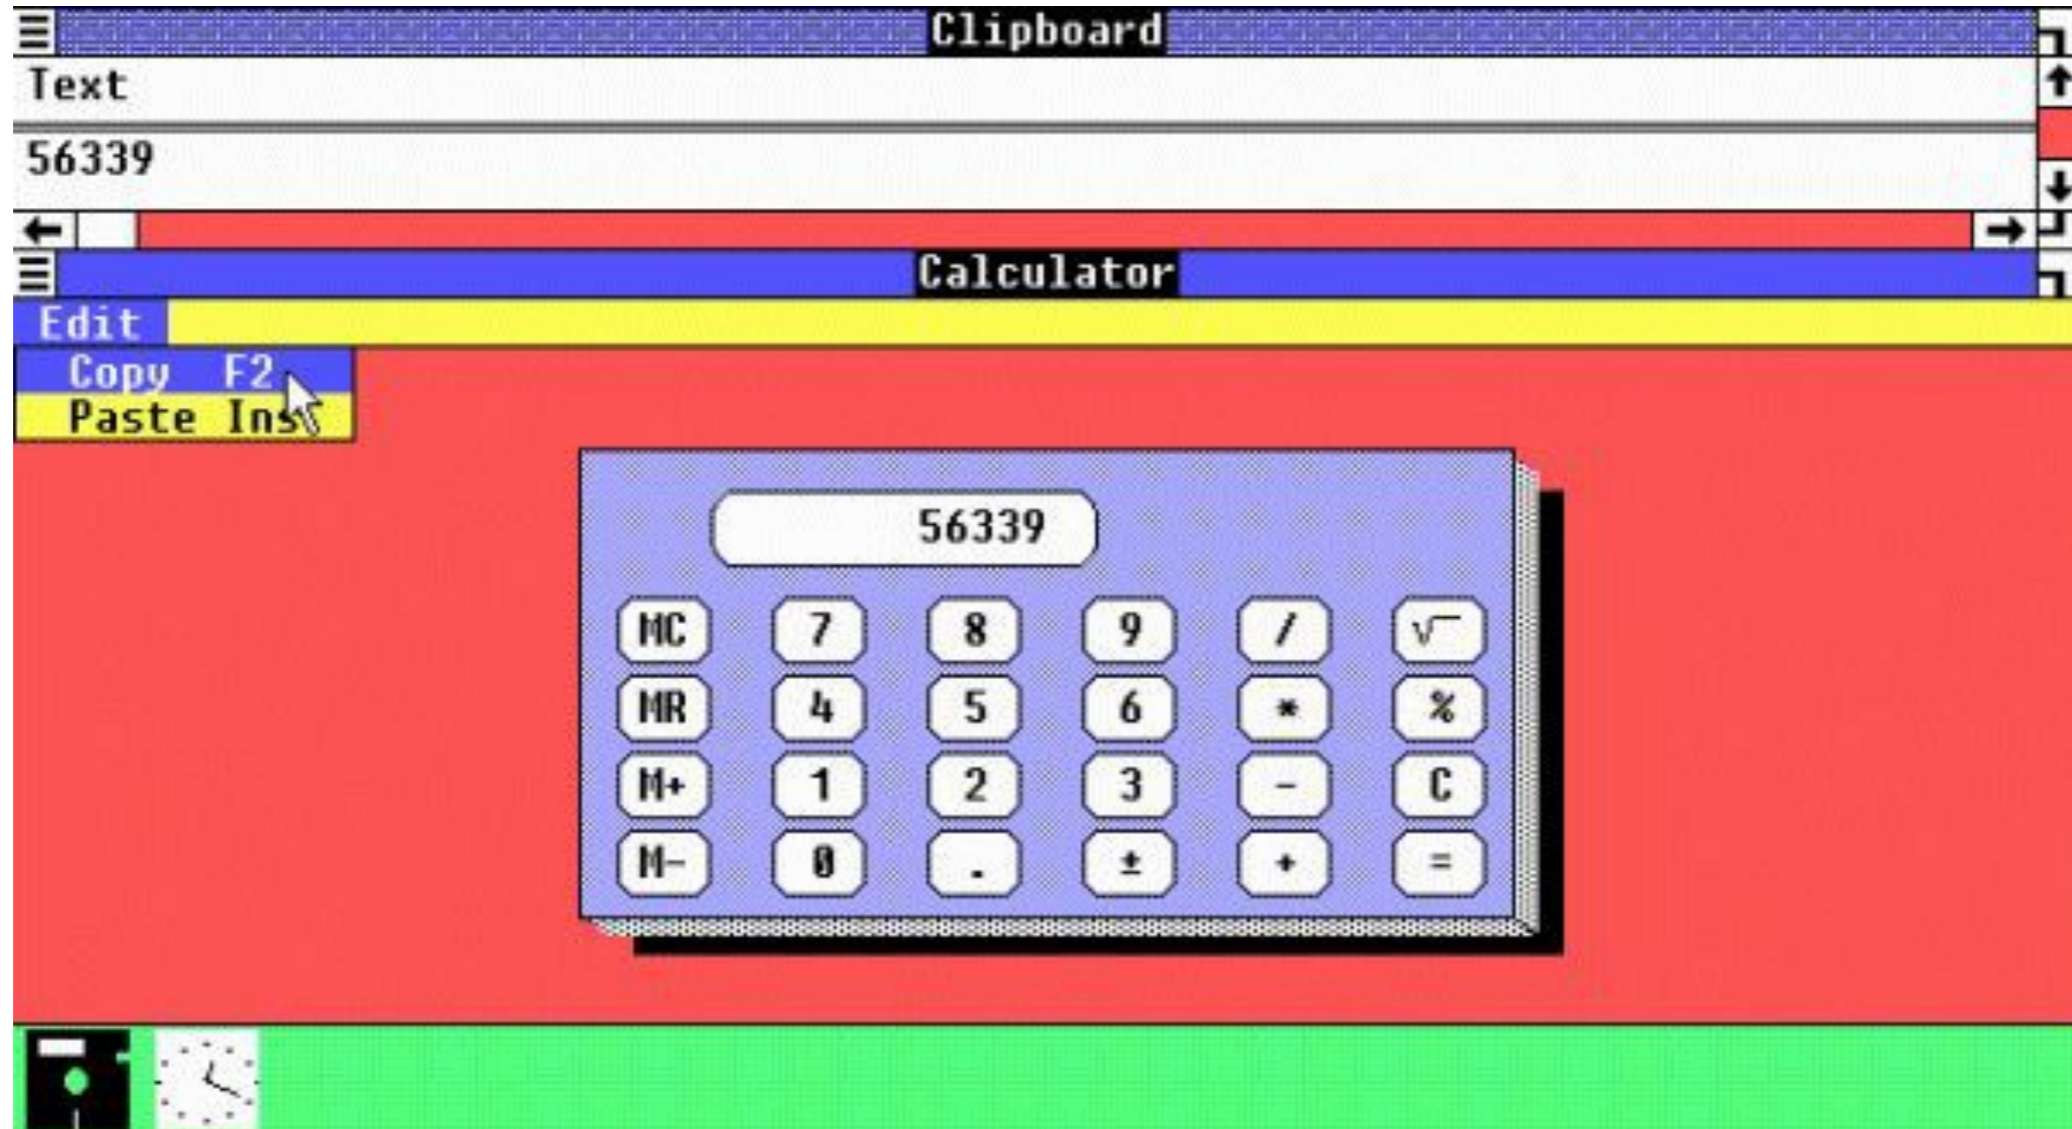 Clipboard
Text
56339
Calculator
Edit
Copy F2
Paste Ins
56339
MC 7 8 9 / √
MR 4 5 6 * %
M+ 1 2 3 - C
M- 0 . ± + =